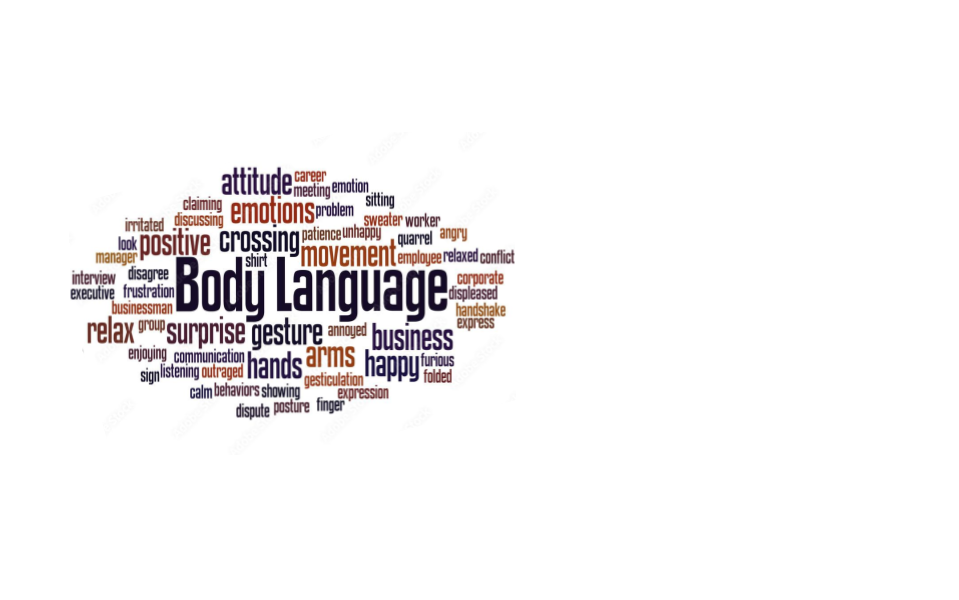 attitude career
meeting emotion
claiming sitting
emotions problem
irritated discussing sweater worker
look positive crossing patience unhappy quarrel angry
manager shirt movement employee relaxed conflict
interview disagree Body Language corporate
executive frustration displeased
businessman handshake
relax group surprise gesture annoyed business express
enjoying communication hands arms happy furious
sign listening outraged gesticulation folded
calm behaviors showing expression
dispute posture finger